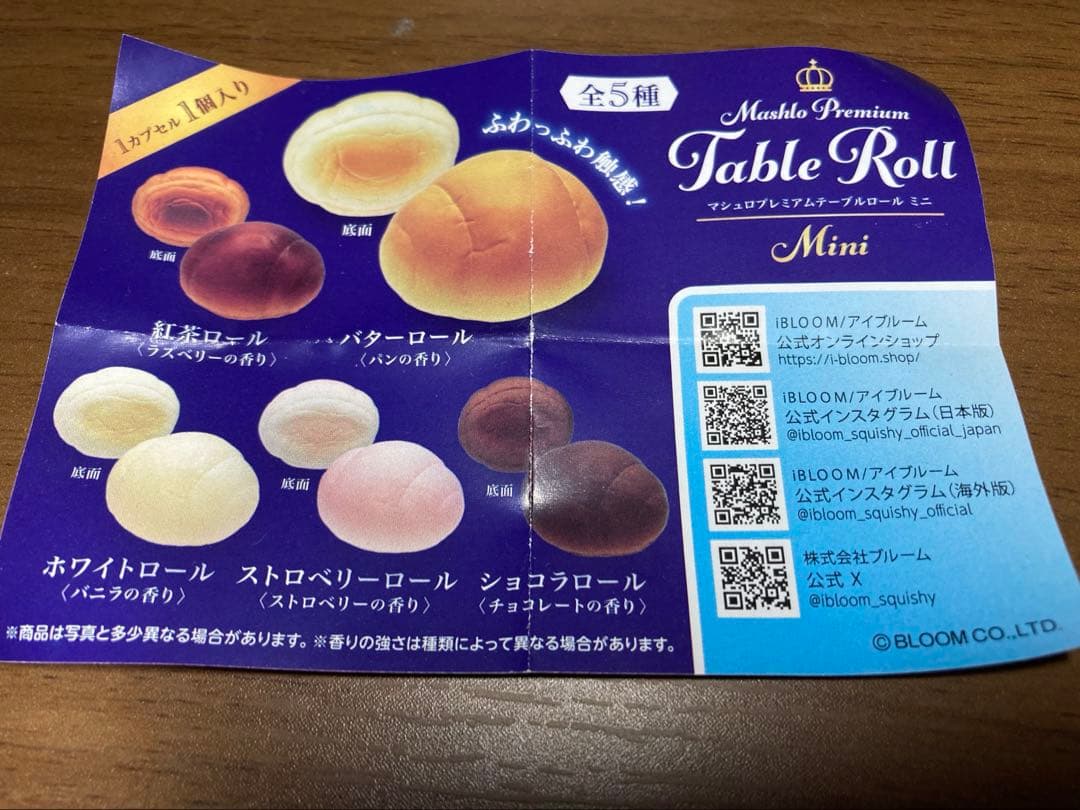 1カプセル1個入り
全5種
ふわっふわ触感!
Mashlo Premium
Table Roll
マシュロプレミアムテーブルロール ミニ
Mini
底面
紅茶ロール
〈ラズベリーの香り〉
底面
バターロール
〈パンの香り〉
底面
ホワイトロール
〈バニラの香り〉
底面
ストロベリーロール
〈ストロベリーの香り〉
底面
ショコラロール
〈チョコレートの香り〉
※商品は写真と多少異なる場合があります。※香りの強さは種類によって異なる場合があります。
iBLOOM/アイブルーム
公式オンラインショップ
https://i-bloom.shop/
iBLOOM/アイブルーム
公式インスタグラム(日本版)
@ibloom_squishy_official_japan
iBLOOM/アイブルーム
公式インスタグラム(海外版)
@ibloom_squishy_official
株式会社ブルーム
公式 X
@ibloom_squishy
©BLOOM CO.,LTD.